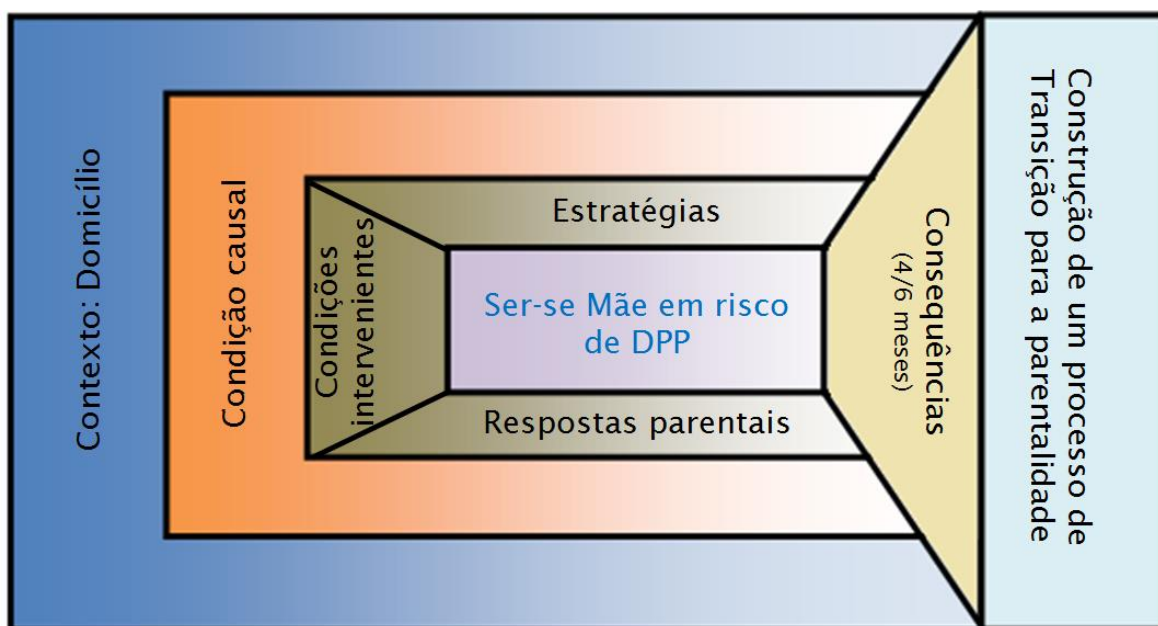 Contexto: Domicílio
Condição causal
Condições
intervenientes
Estratégias
Ser-se Mãe em risco
de DPP
Respostas parentais
Consequências
(4/6 meses)
Construção de um processo de
Transição para a parentalidade